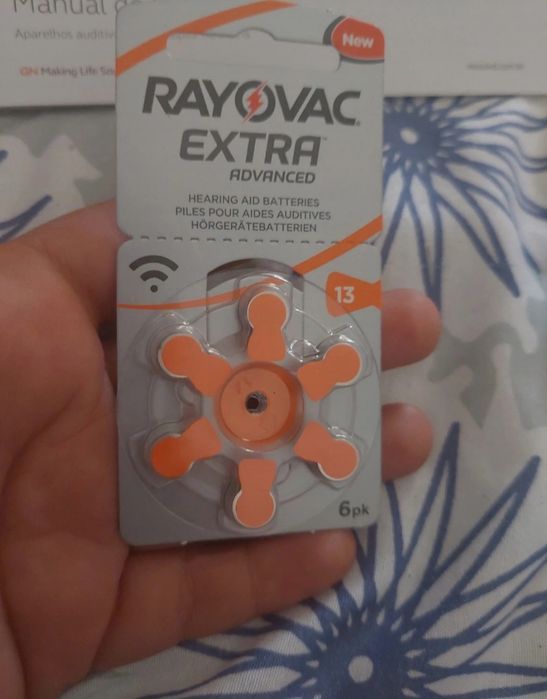 Manual
Aparelhos auditiv
GN Making Life So
New
RAYOVAC
EXTRA™
ADVANCED
HEARING AID BATTERIES
PILES POUR AIDES AUDITIVES
HÖRGERÄTEBATTERIEN
13
6pk